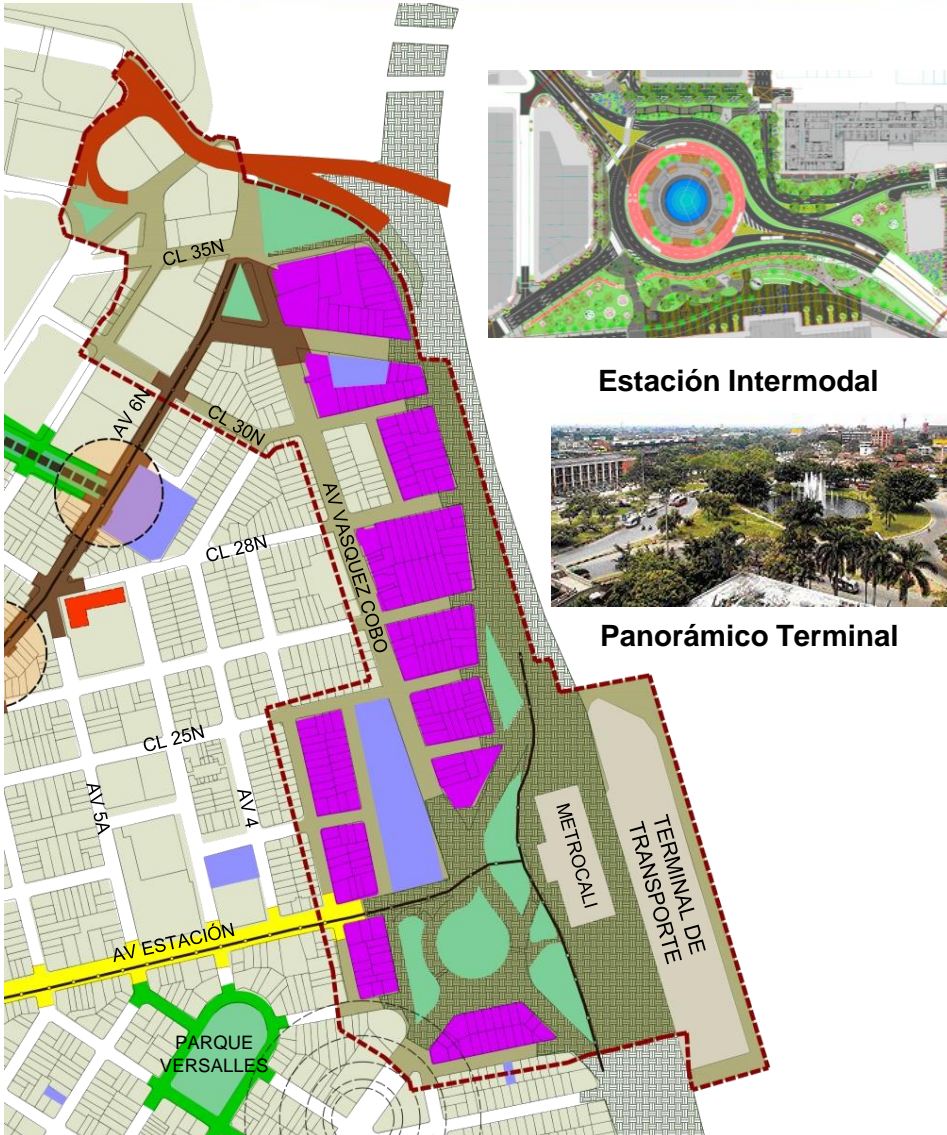 CL 35N
AV 6N
CL 30N
AV VASQUEZ COBO
CL 28N
CL 25N
AV 5A
AV 4
AV ESTACIÓN
PARQUE
VERSALLES
METROCALI
TERMINAL DE
TRANSPORTE
Estación Intermodal
Panorámico Terminal